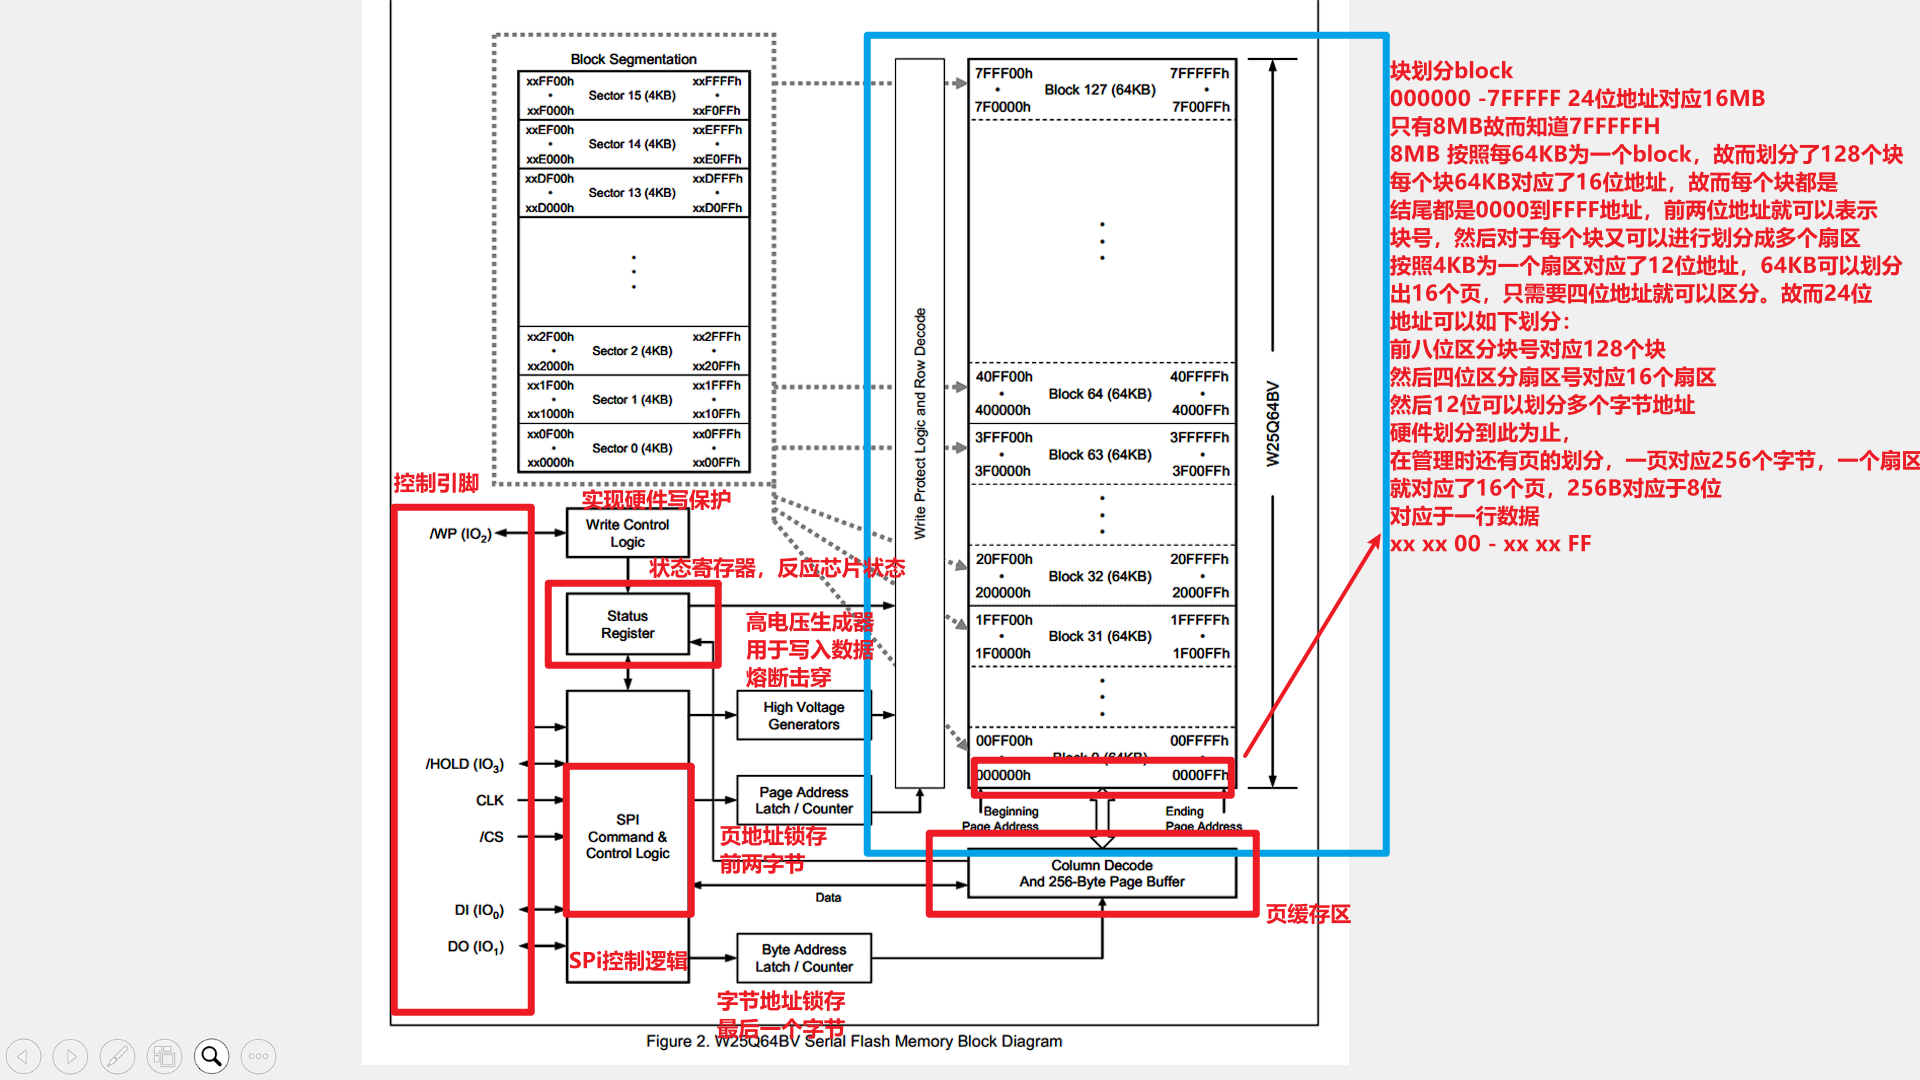 Block Segmentation
xxFF00h xxFFFFh
Sector 15 (4KB)
xxF000h xxF0FFh
xxEF00h xxEFFFh
Sector 14 (4KB)
xxE000h xxE0FFh
xxDF00h xxDFFFh
Sector 13 (4KB)
xxD000h xxD0FFh
xx2F00h xx2FFFh
Sector 2 (4KB)
xx2000h xx20FFh
xx1F00h xx1FFFh
Sector 1 (4KB)
xx1000h xx10FFh
xx0F00h xx0FFFh
Sector 0 (4KB)
xx0000h xx00FFh
控制引脚
实现硬件写保护
/WP (IO2)
Write Control
Logic
状态寄存器，反应芯片状态
Status
Register
高电压生成器
用于写入数据
熔断击穿
High Voltage
Generators
/HOLD (IO3)
CLK
/CS
DI (IO0)
DO (IO1)
SPI
Command &
Control Logic
SPi控制逻辑
Page Address
Latch / Counter
页地址锁存
前两字节
Data
Byte Address
Latch / Counter
字节地址锁存
最后一个字节
Write Protect Logic and Row Decode
7FFF00h 7FFFFFh
Block 127 (64KB)
7F0000h 7F00FFh
40FF00h 40FFFFh
Block 64 (64KB)
400000h 4000FFh
3FFF00h 3FFFFFh
Block 63 (64KB)
3F0000h 3F00FFh
20FF00h 20FFFFh
Block 32 (64KB)
200000h 2000FFh
1FFF00h 1FFFFFh
Block 31 (64KB)
1F0000h 1F00FFh
00FF00h 00FFFFh
Block 0 (64KB)
000000h 0000FFh
Beginning
Page Address
Ending
Page Address
Column Decode
And 256-Byte Page Buffer
页缓存区
W25Q64BV
块划分block
000000 -7FFFFF 24位地址对应16MB
只有8MB故而知道7FFFFFH
8MB 按照每64KB为一个block，故而划分了128个块
每个块64KB对应了16位地址，故而每个块都是
结尾都是0000到FFFF地址，前两位地址就可以表示
块号，然后对于每个块又可以进行划分成多个扇区
按照4KB为一个扇区对应了12位地址，64KB可以划分
出16个页，只需要四位地址就可以区分。故而24位
地址可以如下划分：
前八位区分块号对应128个块
然后四位区分扇区号对应16个扇区
然后12位可以划分多个字节地址
硬件划分到此为止，
在管理时还有页的划分，一页对应256个字节，一个扇区
就对应了16个页，256B对应于8位
对应于一行数据
xx xx 00 - xx xx FF
Figure 2. W25Q64BV Serial Flash Memory Block Diagram